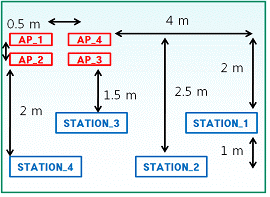 4 m
0.5 m
AP_1 AP_4
AP_2 AP_3
2 m
2.5 m
1.5 m
2 m
STATION_3 STATION_1
1 m
STATION_4 STATION_2